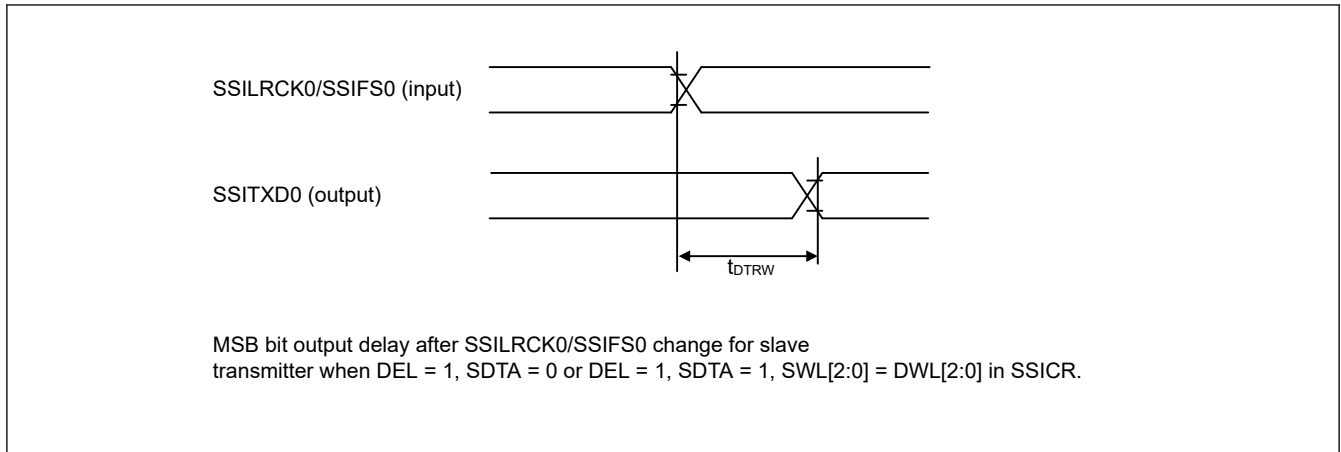 SSILRCK0/SSIFS0 (input)
SSITXD0 (output)
tDTRW
MSB bit output delay after SSILRCK0/SSIFS0 change for slave
transmitter when DEL = 1, SDTA = 0 or DEL = 1, SDTA = 1, SWL[2:0] = DWL[2:0] in SSICR.